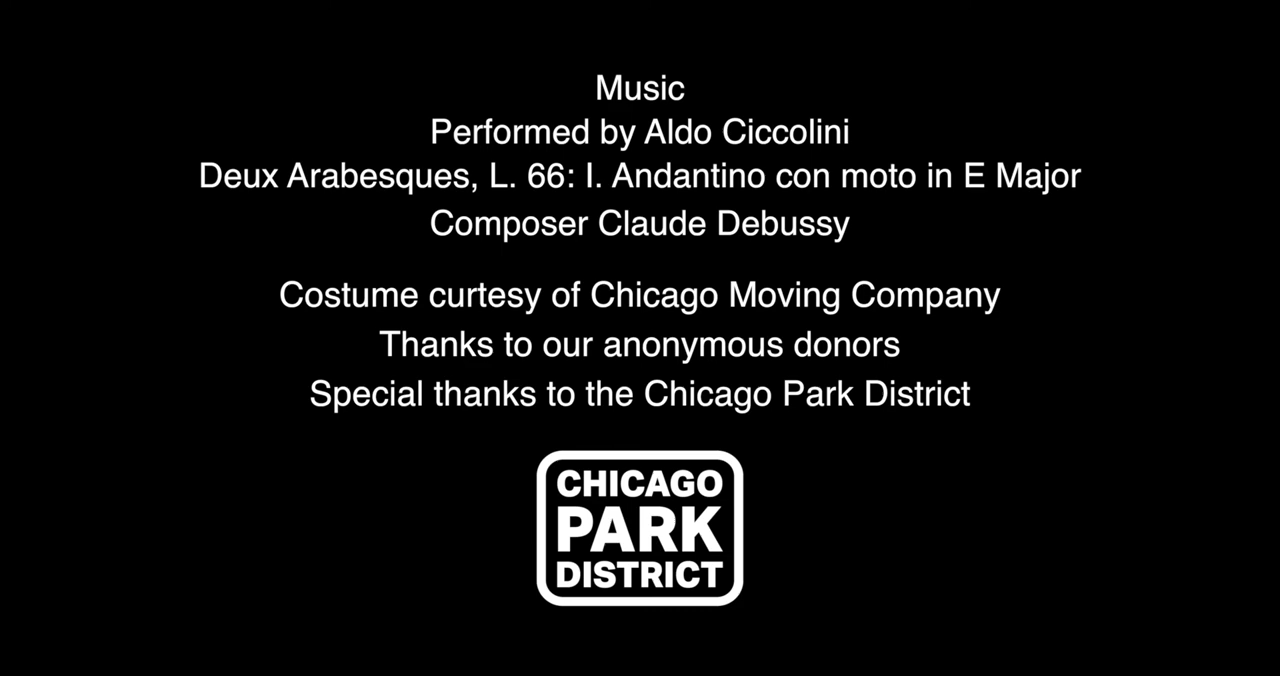 Music
Performed by Aldo Ciccolini
Deux Arabesques, L. 66: I. Andantino con moto in E Major
Composer Claude Debussy
Costume curtesy of Chicago Moving Company
Thanks to our anonymous donors
Special thanks to the Chicago Park District
CHICAGO
PARK
DISTRICT